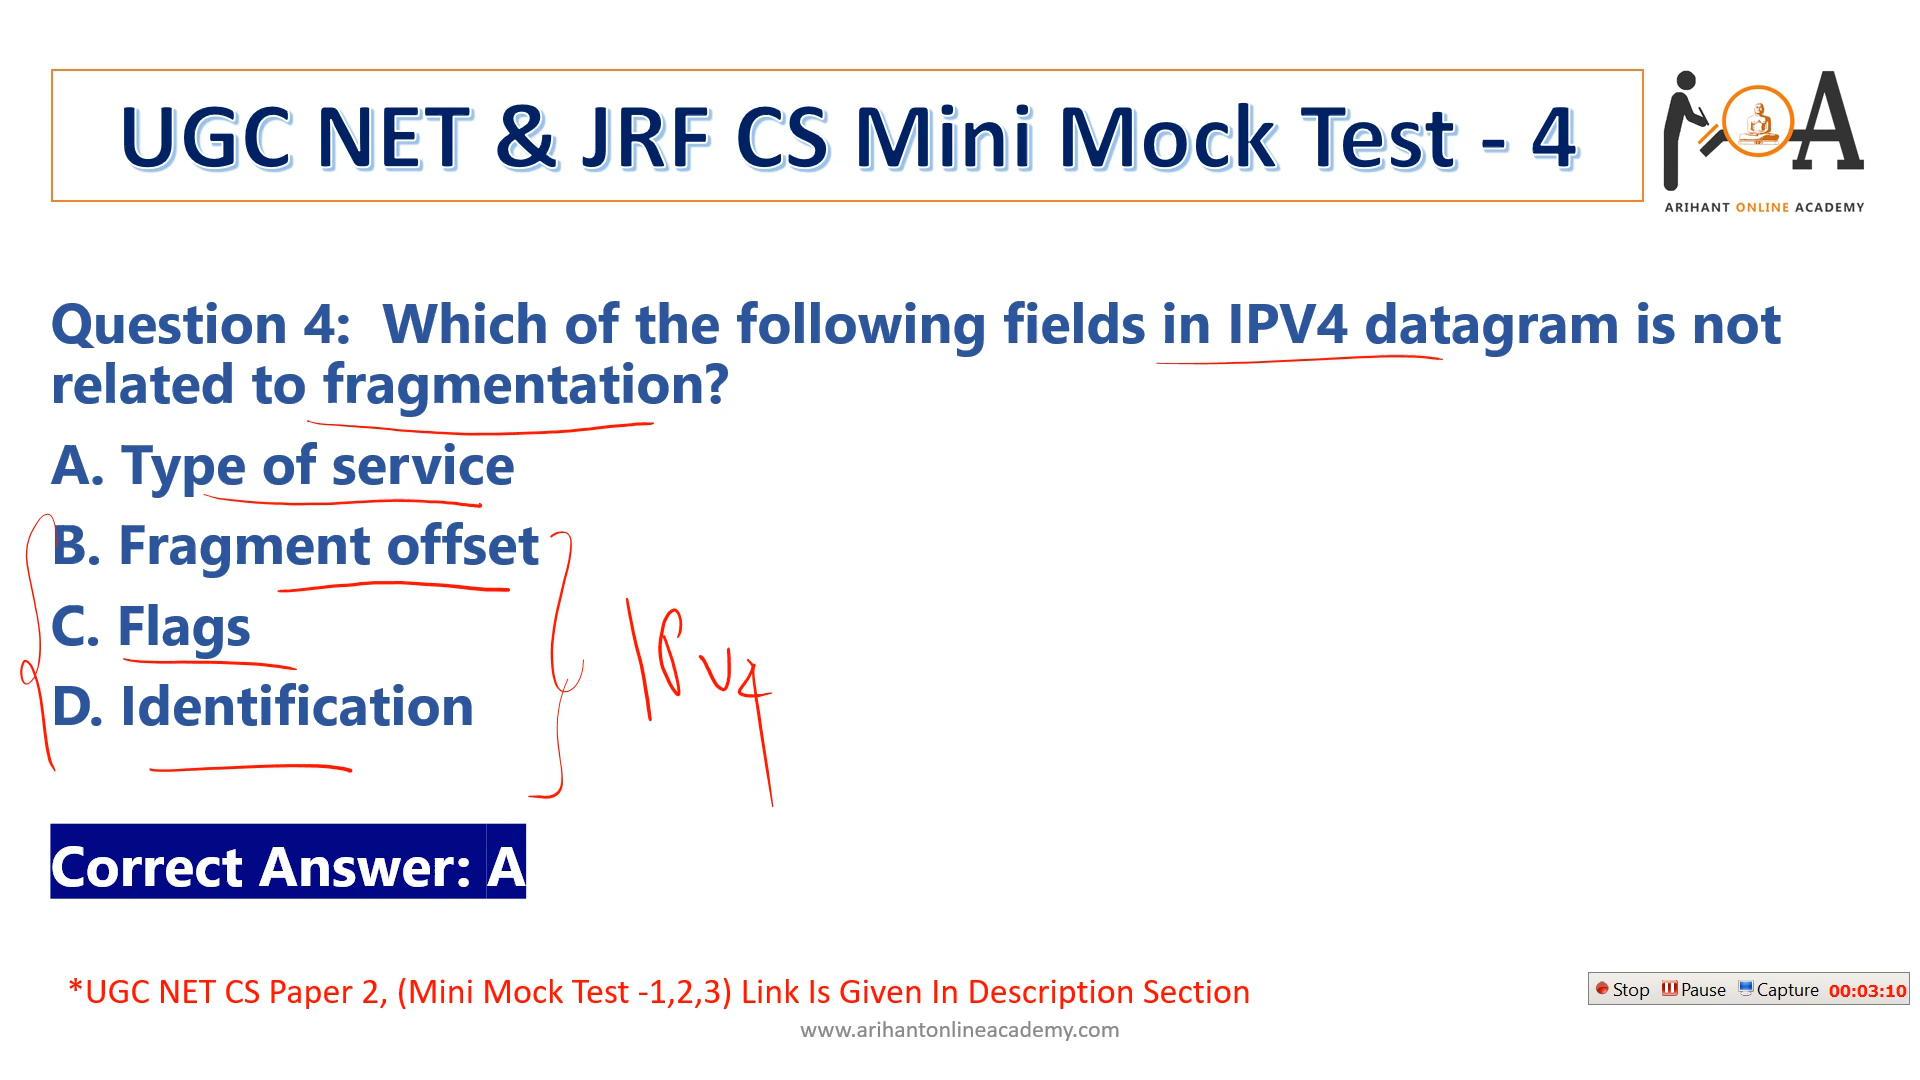 UGC NET & JRF CS Mini Mock Test - 4
ARIHANT ONLINE ACADEMY
Question 4: Which of the following fields in IPV4 datagram is not
related to fragmentation?
A. Type of service
B. Fragment offset
C. Flags
D. Identification
IPv4
Correct Answer: A
*UGC NET CS Paper 2, (Mini Mock Test -1,2,3) Link Is Given In Description Section
Stop Pause Capture 00:03:10
www.arihantonlineacademy.com